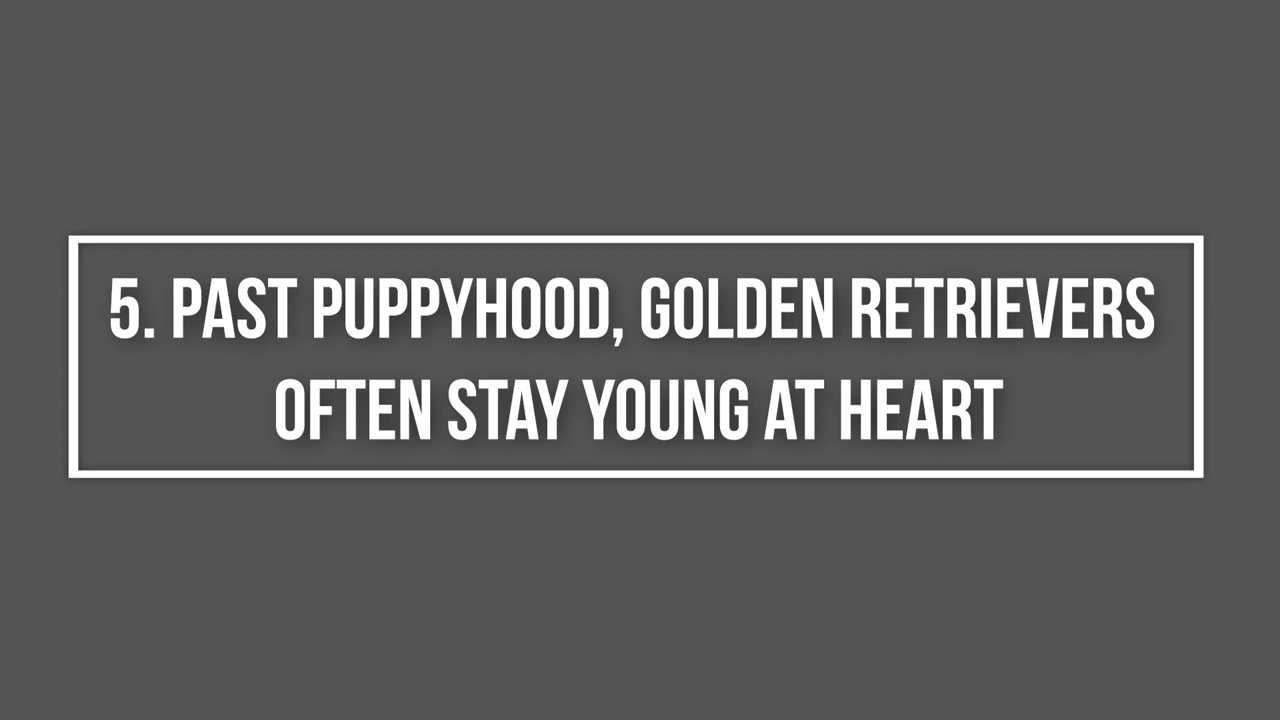 5. PAST PUPPYHOOD, GOLDEN RETRIEVERS
OFTEN STAY YOUNG AT HEART